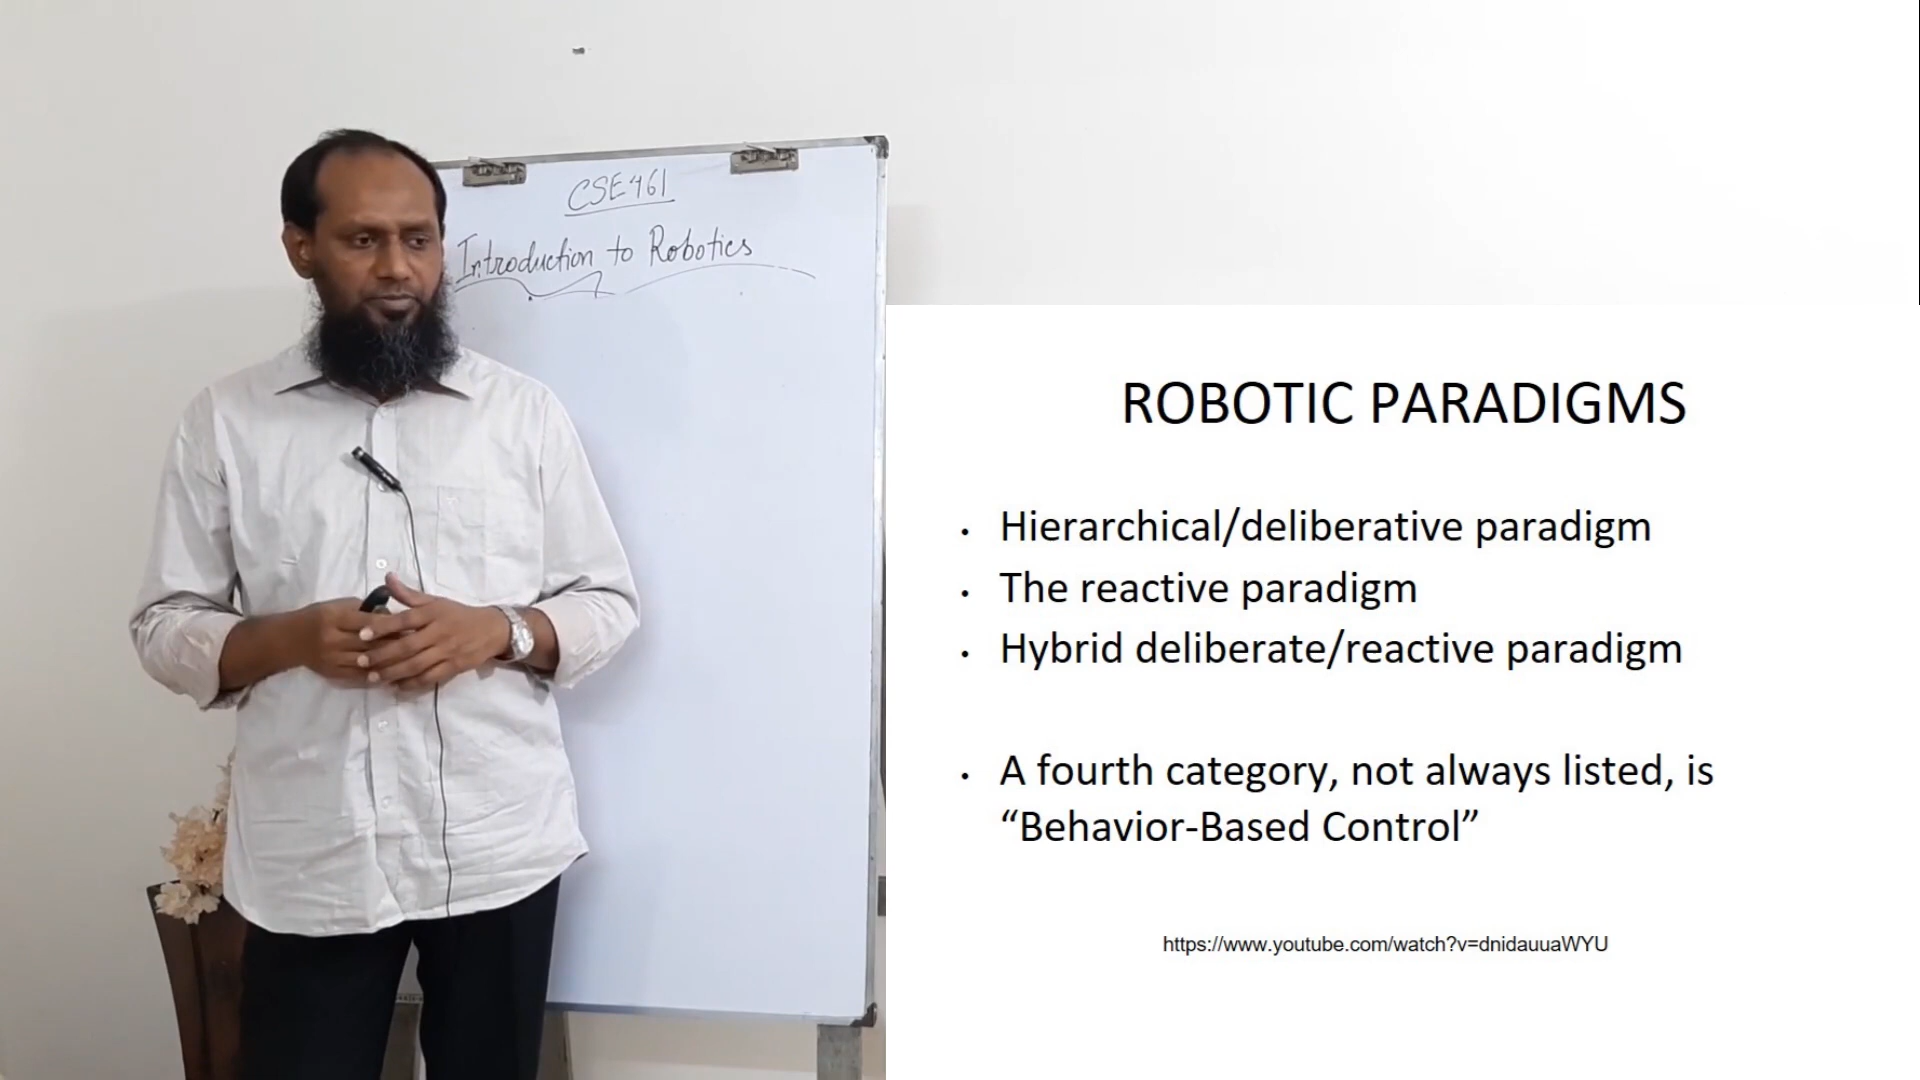 CSE461
Introduction to Robotics
ROBOTIC PARADIGMS
• Hierarchical/deliberative paradigm
• The reactive paradigm
• Hybrid deliberate/reactive paradigm
• A fourth category, not always listed, is
“Behavior-Based Control”
https://www.youtube.com/watch?v=dnidauuaWYU